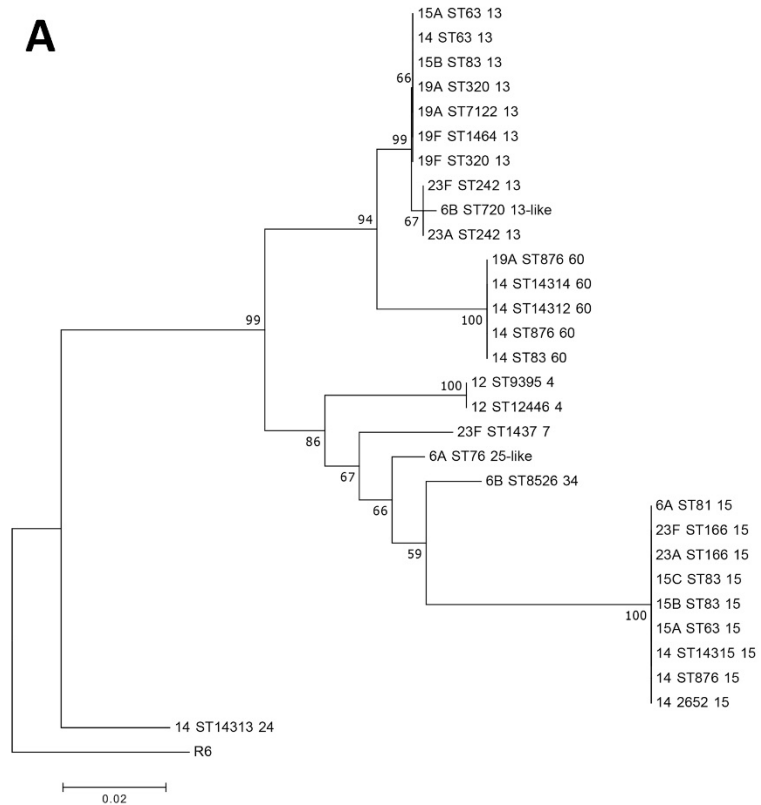 A
15A ST63 13
14 ST63 13
15B ST83 13
66
19A ST320 13
19A ST7122 13
99
19F ST1464 13
19F ST320 13
23F ST242 13
94
6B ST720 13-like
67
23A ST242 13
19A ST876 60
14 ST14314 60
14 ST14312 60
99
100
14 ST876 60
14 ST83 60
100
12 ST9395 4
12 ST12446 4
86
23F ST1437 7
6A ST76 25-like
67
6B ST8526 34
66
6A ST81 15
23F ST166 15
59
23A ST166 15
15C ST83 15
15B ST83 15
100
15A ST63 15
14 ST14315 15
14 ST876 15
14 2652 15
14 ST14313 24
R6
0.02